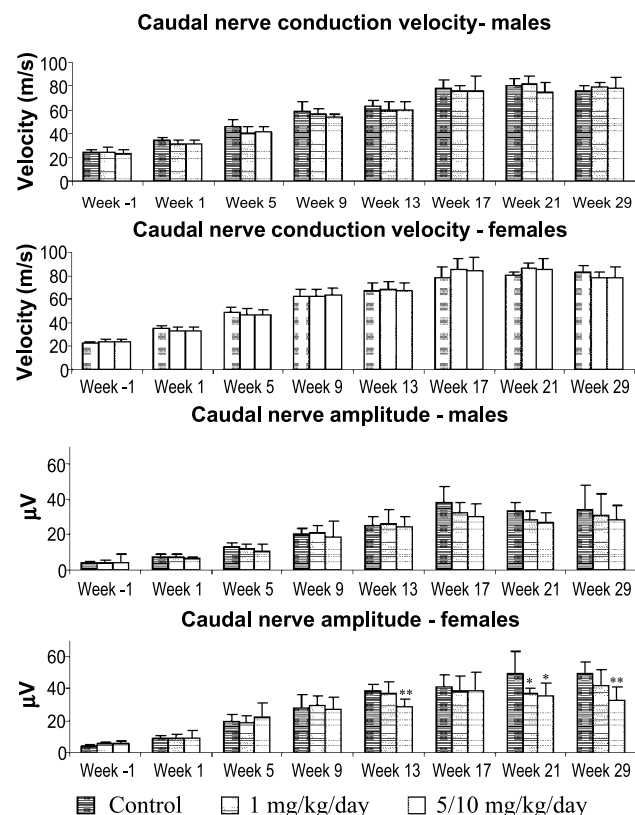 Caudal nerve conduction velocity- males
Velocity (m/s)
100
80
60
40
20
0
Week -1 Week 1 Week 5 Week 9 Week 13 Week 17 Week 21 Week 29
Caudal nerve conduction velocity - females
Velocity (m/s)
100
80
60
40
20
0
Week -1 Week 1 Week 5 Week 9 Week 13 Week 17 Week 21 Week 29
Caudal nerve amplitude - males
µV
60
40
20
0
Week -1 Week 1 Week 5 Week 9 Week 13 Week 17 Week 21 Week 29
Caudal nerve amplitude - females
µV
60
40
20
0
** * * **
Week -1 Week 1 Week 5 Week 9 Week 13 Week 17 Week 21 Week 29
Control 1 mg/kg/day 5/10 mg/kg/day